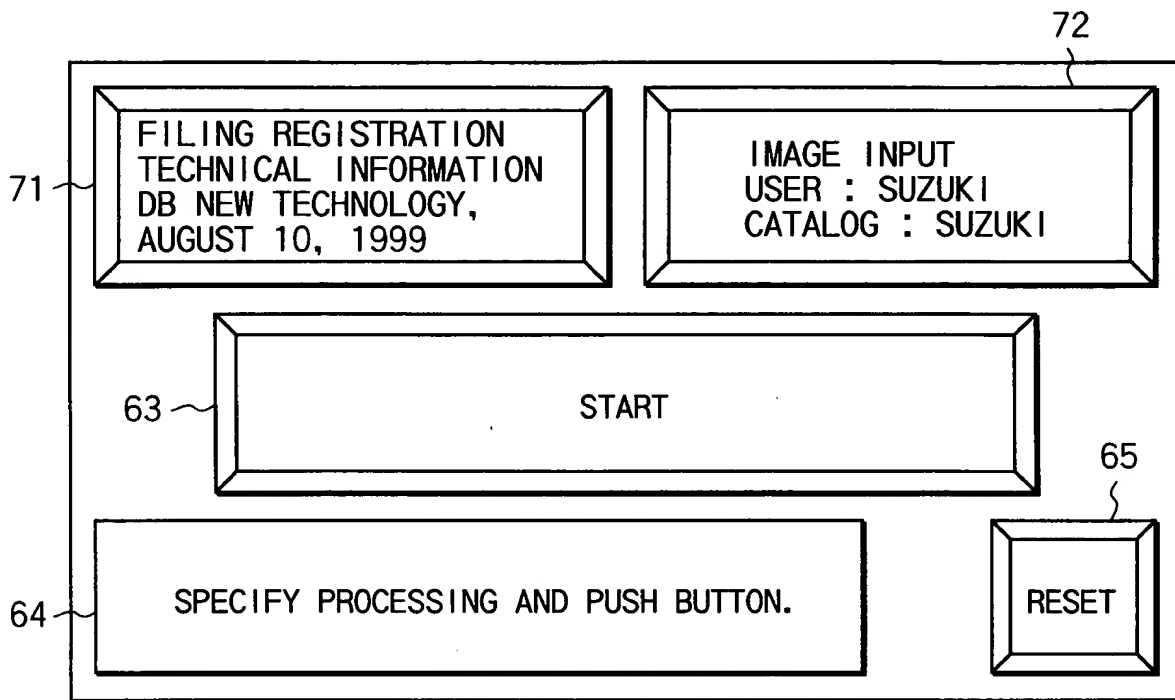 72
FILING REGISTRATION
TECHNICAL INFORMATION
DB NEW TECHNOLOGY,
AUGUST 10, 1999
71
IMAGE INPUT
USER : SUZUKI
CATALOG : SUZUKI
START
63
65
SPECIFY PROCESSING AND PUSH BUTTON.
64
RESET